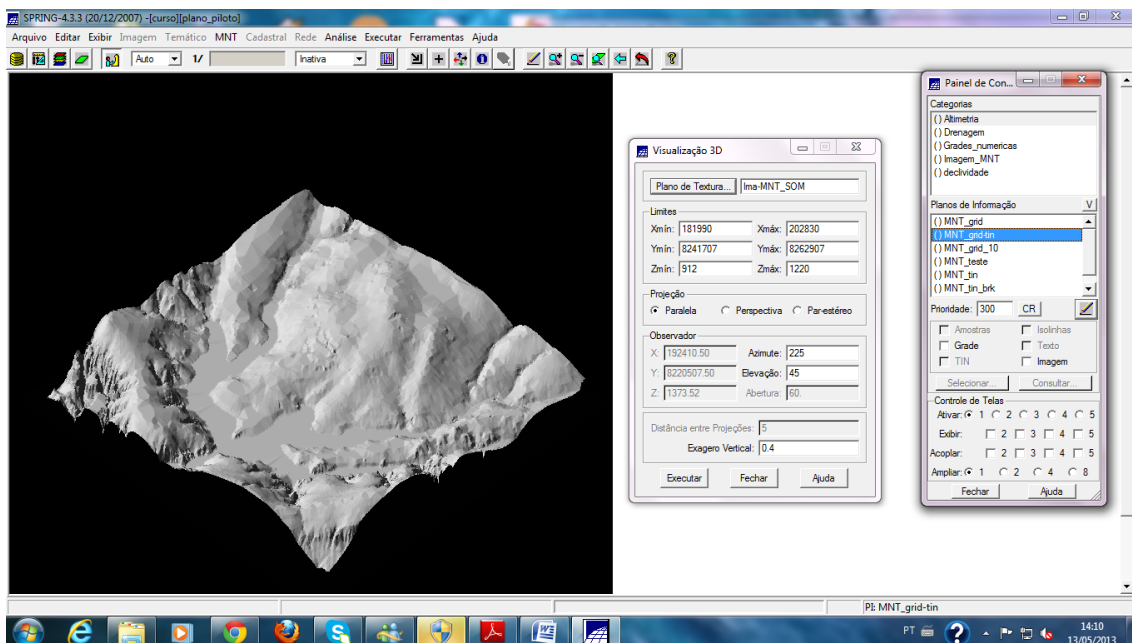 SPRING-4.3.3 (20/12/2007) -[curso][plano_piloto]
Arquivo Editar Exibir Imagem Temático MNT Cadastral Rede Análise Executar Ferramentas Ajuda
Auto 1/ Inativa
Visualização 3D
Plano de Textura... Ima-MNT_SOM
Limites
Xmín: 181990 Xmáx: 202830
Ymín: 8241707 Ymáx: 8262907
Zmín: 912 Zmáx: 1220
Projeção
Paralela Perspectiva Par-estéreo
Observador
X: 192410.50 Azimute: 225
Y: 8220507.50 Elevação: 45
Z: 1373.52 Abertura: 60.
Distância entre Projeções: 5
Exagero Vertical: 0.4
Executar Fechar Ajuda
Painel de Con...
Categorias
( ) Altimetria
( ) Drenagem
( ) Grades_numericas
( ) Imagem_MNT
( ) declividade
Planos de Informação V
( ) MNT_grid
( ) MNT_grid-tin
( ) MNT_grid_10
( ) MNT_teste
( ) MNT_tin
( ) MNT_tin_brk
Prioridade: 300 CR
Amostras Isolinhas
Grade Texto
TIN Imagem
Selecionar... Consultar...
Controle de Telas
Ativar: 1 2 3 4 5
Exibir: 2 3 4 5
Acoplar: 2 3 4 5
Ampliar: 1 2 4 8
Fechar Ajuda
PI: MNT_grid-tin
PT 14:10
13/05/2013